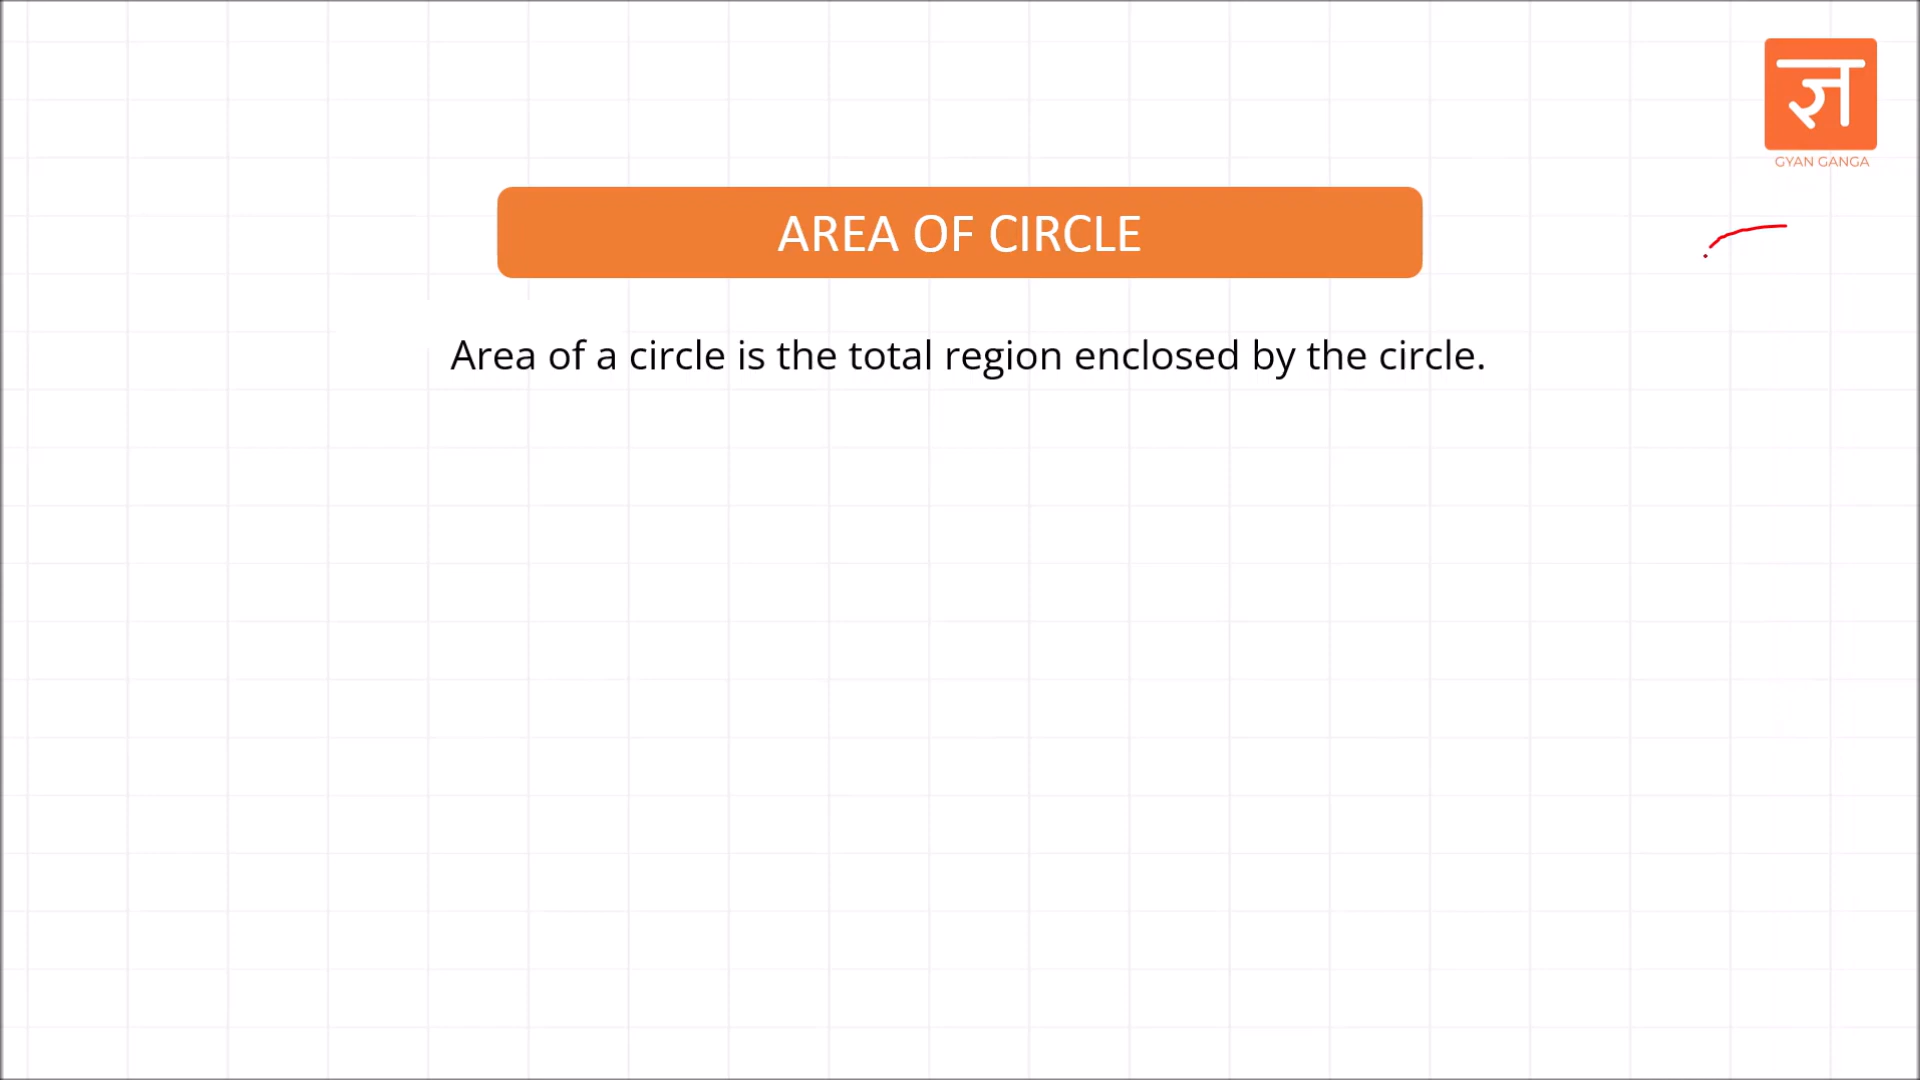 ज्ञ
GYAN GANGA
AREA OF CIRCLE
Area of a circle is the total region enclosed by the circle.